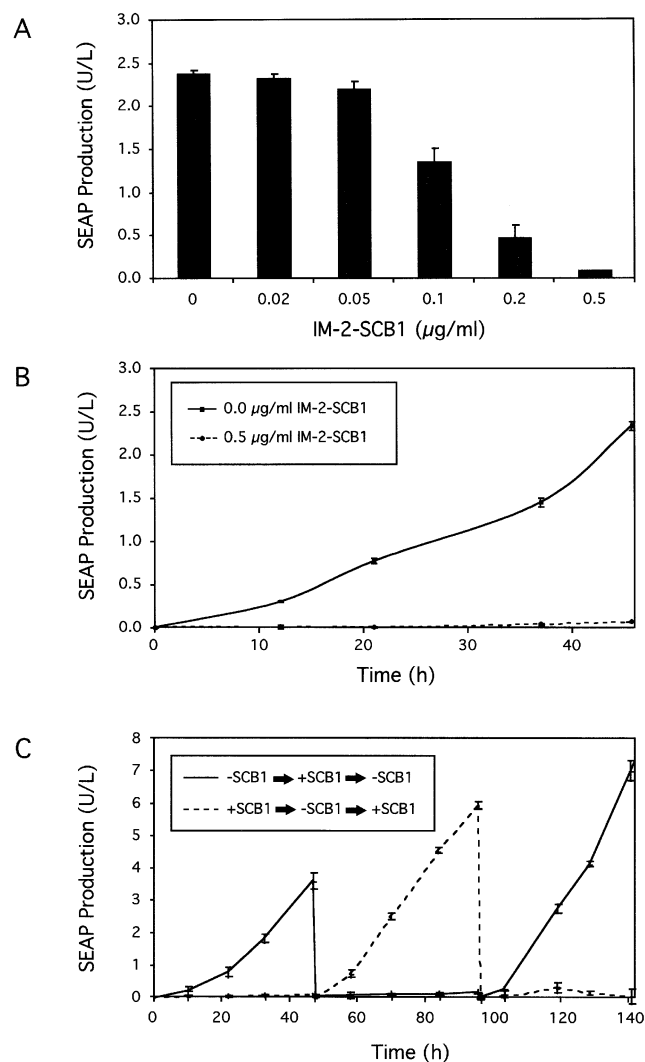 A
SEAP Production (U/L)
3.0
2.5
2.0
1.5
1.0
0.5
0.0
0 0.02 0.05 0.1 0.2 0.5
IM-2-SCB1 (µg/ml)
B
SEAP Production (U/L)
3.0
2.5
2.0
1.5
1.0
0.5
0.0
0.0 µg/ml IM-2-SCB1
0.5 µg/ml IM-2-SCB1
0 10 20 30 40
Time (h)
C
SEAP Production (U/L)
8
7
6
5
4
3
2
1
0
-SCB1 ➡ +SCB1 ➡ -SCB1
+SCB1 ➡ -SCB1 ➡ +SCB1
0 20 40 60 80 100 120 140
Time (h)